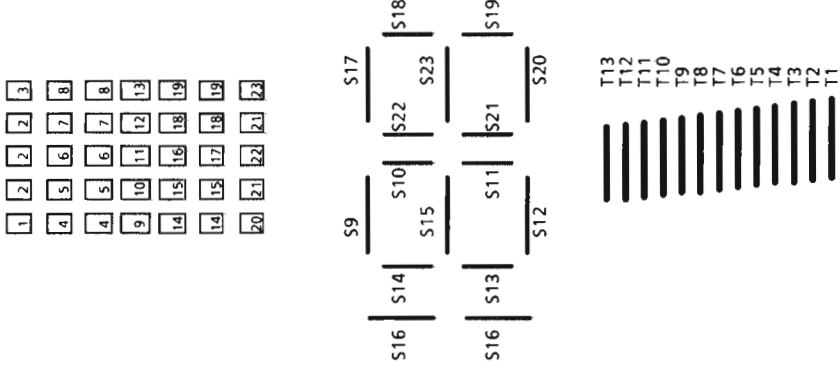 1 2 2 2 3
4 5 6 7 8
4 5 6 7 8
9 10 11 12 13
14 15 16 18 19
14 15 17 18 19
20 21 22 21 23
S9 S17
S16 S14 S10 S22 S18
S15 S23
S16 S13 S11 S21 S19
S12 S20
T13
T12
T11
T10
T9
T8
T7
T6
T5
T4
T3
T2
T1